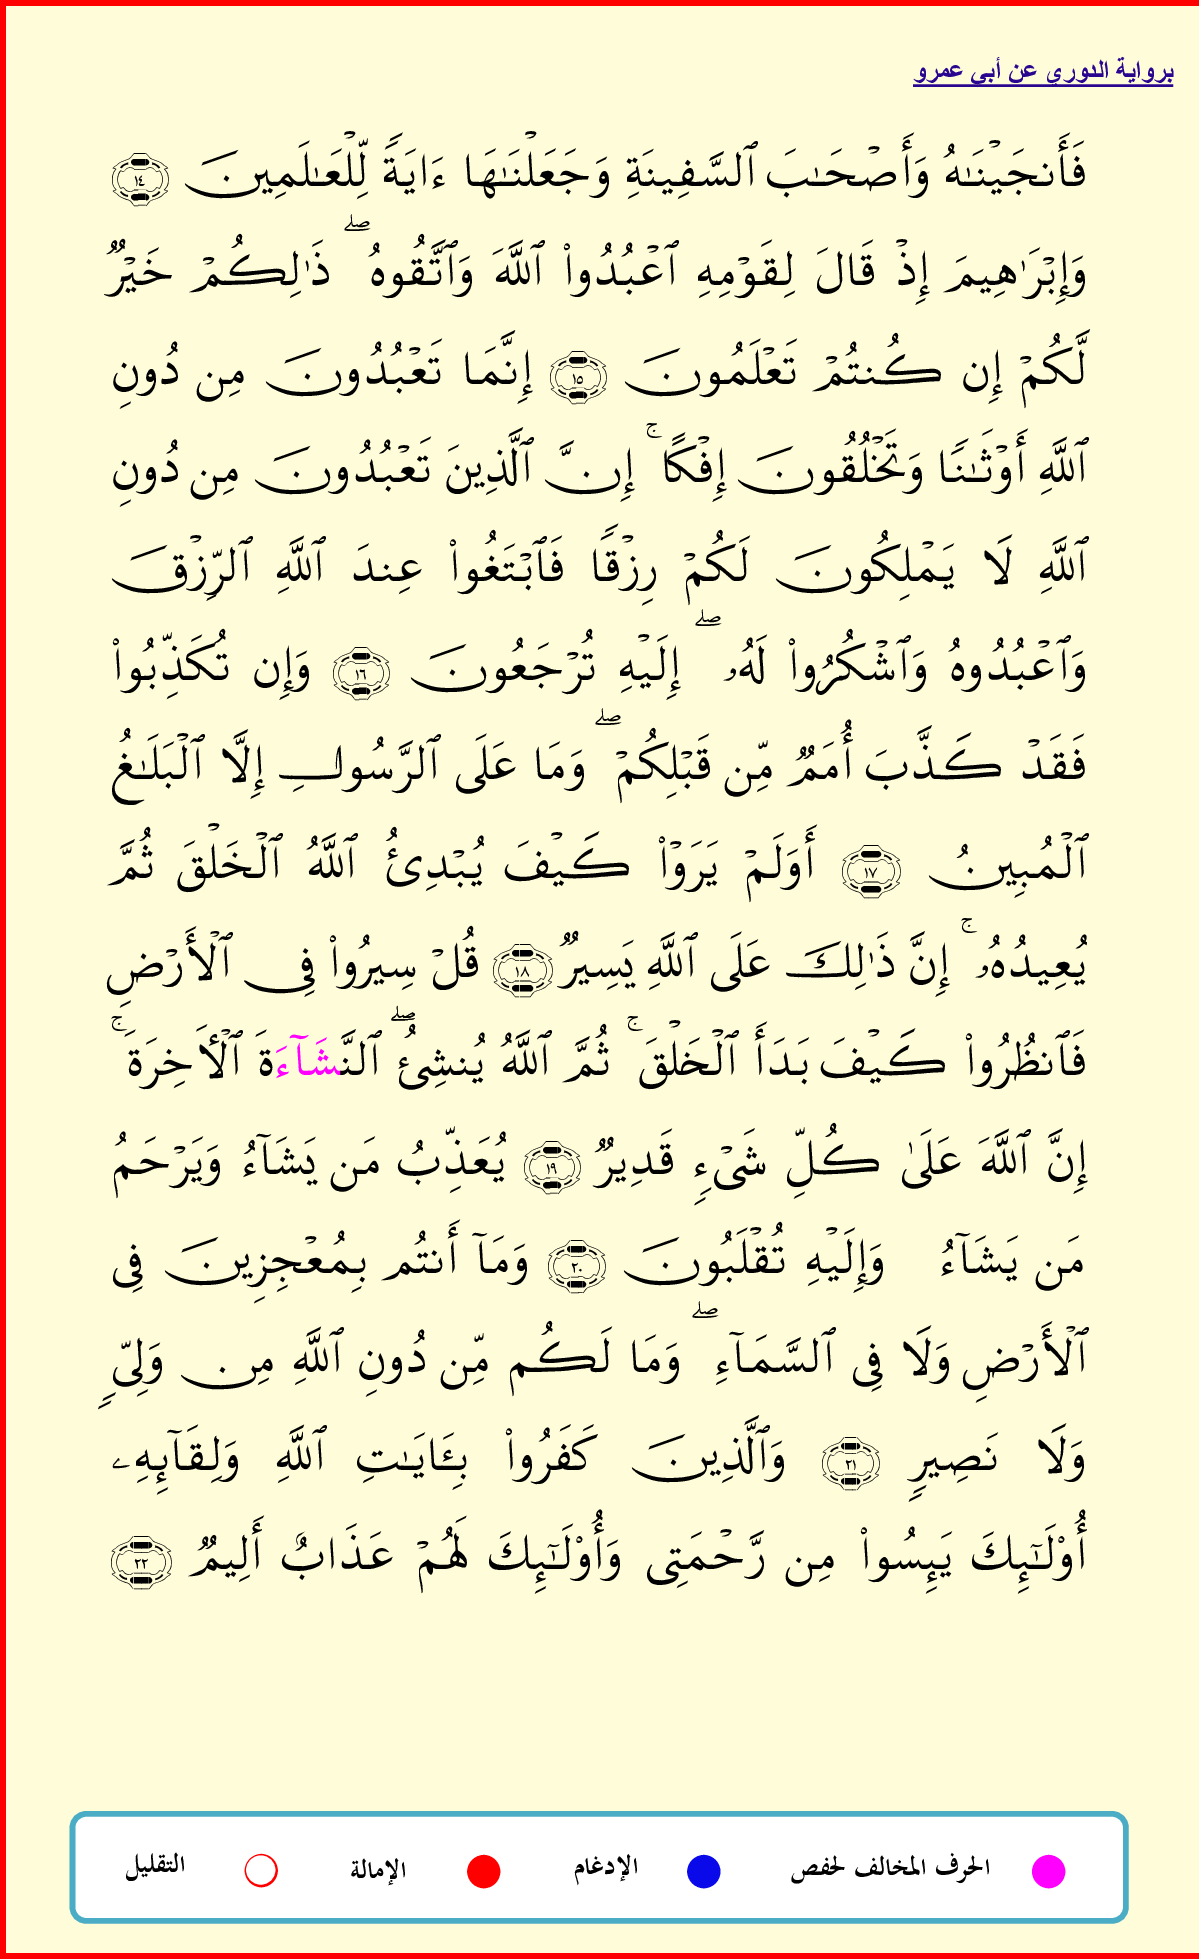 برواية الدوري عن أبي عمرو
فَأَنجَيْنَٰهُ وَأَصْحَٰبَ ٱلسَّفِينَةِ وَجَعَلْنَٰهَا ءَايَةً لِّلْعَٰلَمِينَ ١٤
وَإِبْرَٰهِيمَ إِذْ قَالَ لِقَوْمِهِ ٱعْبُدُوا۟ ٱللَّهَ وَٱتَّقُوهُ ۖ ذَٰلِكُمْ خَيْرٌ
لَّكُمْ إِن كُنتُمْ تَعْلَمُونَ ١٥ إِنَّمَا تَعْبُدُونَ مِن دُونِ
ٱللَّهِ أَوْثَٰنًا وَتَخْلُقُونَ إِفْكًا ۚ إِنَّ ٱلَّذِينَ تَعْبُدُونَ مِن دُونِ
ٱللَّهِ لَا يَمْلِكُونَ لَكُمْ رِزْقًا فَٱبْتَغُوا۟ عِندَ ٱللَّهِ ٱلرِّزْقَ
وَٱعْبُدُوهُ وَٱشْكُرُوا۟ لَهُۥ ۖ إِلَيْهِ تُرْجَعُونَ ١٦ وَإِن تُكَذِّبُوا۟
فَقَدْ كَذَّبَ أُمَمٌ مِّن قَبْلِكُمْ ۖ وَمَا عَلَى ٱلرَّسُولِ إِلَّا ٱلْبَلَٰغُ
ٱلْمُبِينُ ١٧ أَوَلَمْ يَرَوْا۟ كَيْفَ يُبْدِئُ ٱللَّهُ ٱلْخَلْقَ ثُمَّ
يُعِيدُهُۥ ۚ إِنَّ ذَٰلِكَ عَلَى ٱللَّهِ يَسِيرٌ ١٨ قُلْ سِيرُوا۟ فِى ٱلْأَرْضِ
فَٱنظُرُوا۟ كَيْفَ بَدَأَ ٱلْخَلْقَ ۚ ثُمَّ ٱللَّهُ يُنشِئُ ۖ ٱلنَّشَآءَةَ ٱلْأَخِرَةَ ۚ
إِنَّ ٱللَّهَ عَلَىٰ كُلِّ شَىْءٍ قَدِيرٌ ١٩ يُعَذِّبُ مَن يَشَآءُ وَيَرْحَمُ
مَن يَشَآءُ وَإِلَيْهِ تُقْلَبُونَ ٢٠ وَمَآ أَنتُم بِمُعْجِزِينَ فِى
ٱلْأَرْضِ وَلَا فِى ٱلسَّمَآءِ ۖ وَمَا لَكُم مِّن دُونِ ٱللَّهِ مِن وَلِىٍّ
وَلَا نَصِيرٍ ٢١ وَٱلَّذِينَ كَفَرُوا۟ بِـَٔايَٰتِ ٱللَّهِ وَلِقَآئِهِۦ
أُو۟لَٰٓئِكَ يَئِسُوا۟ مِن رَّحْمَتِى وَأُو۟لَٰٓئِكَ لَهُمْ عَذَابٌ أَلِيمٌ ٢٢
الحرف المخالف لحفص الإدغام الإمالة التقليل